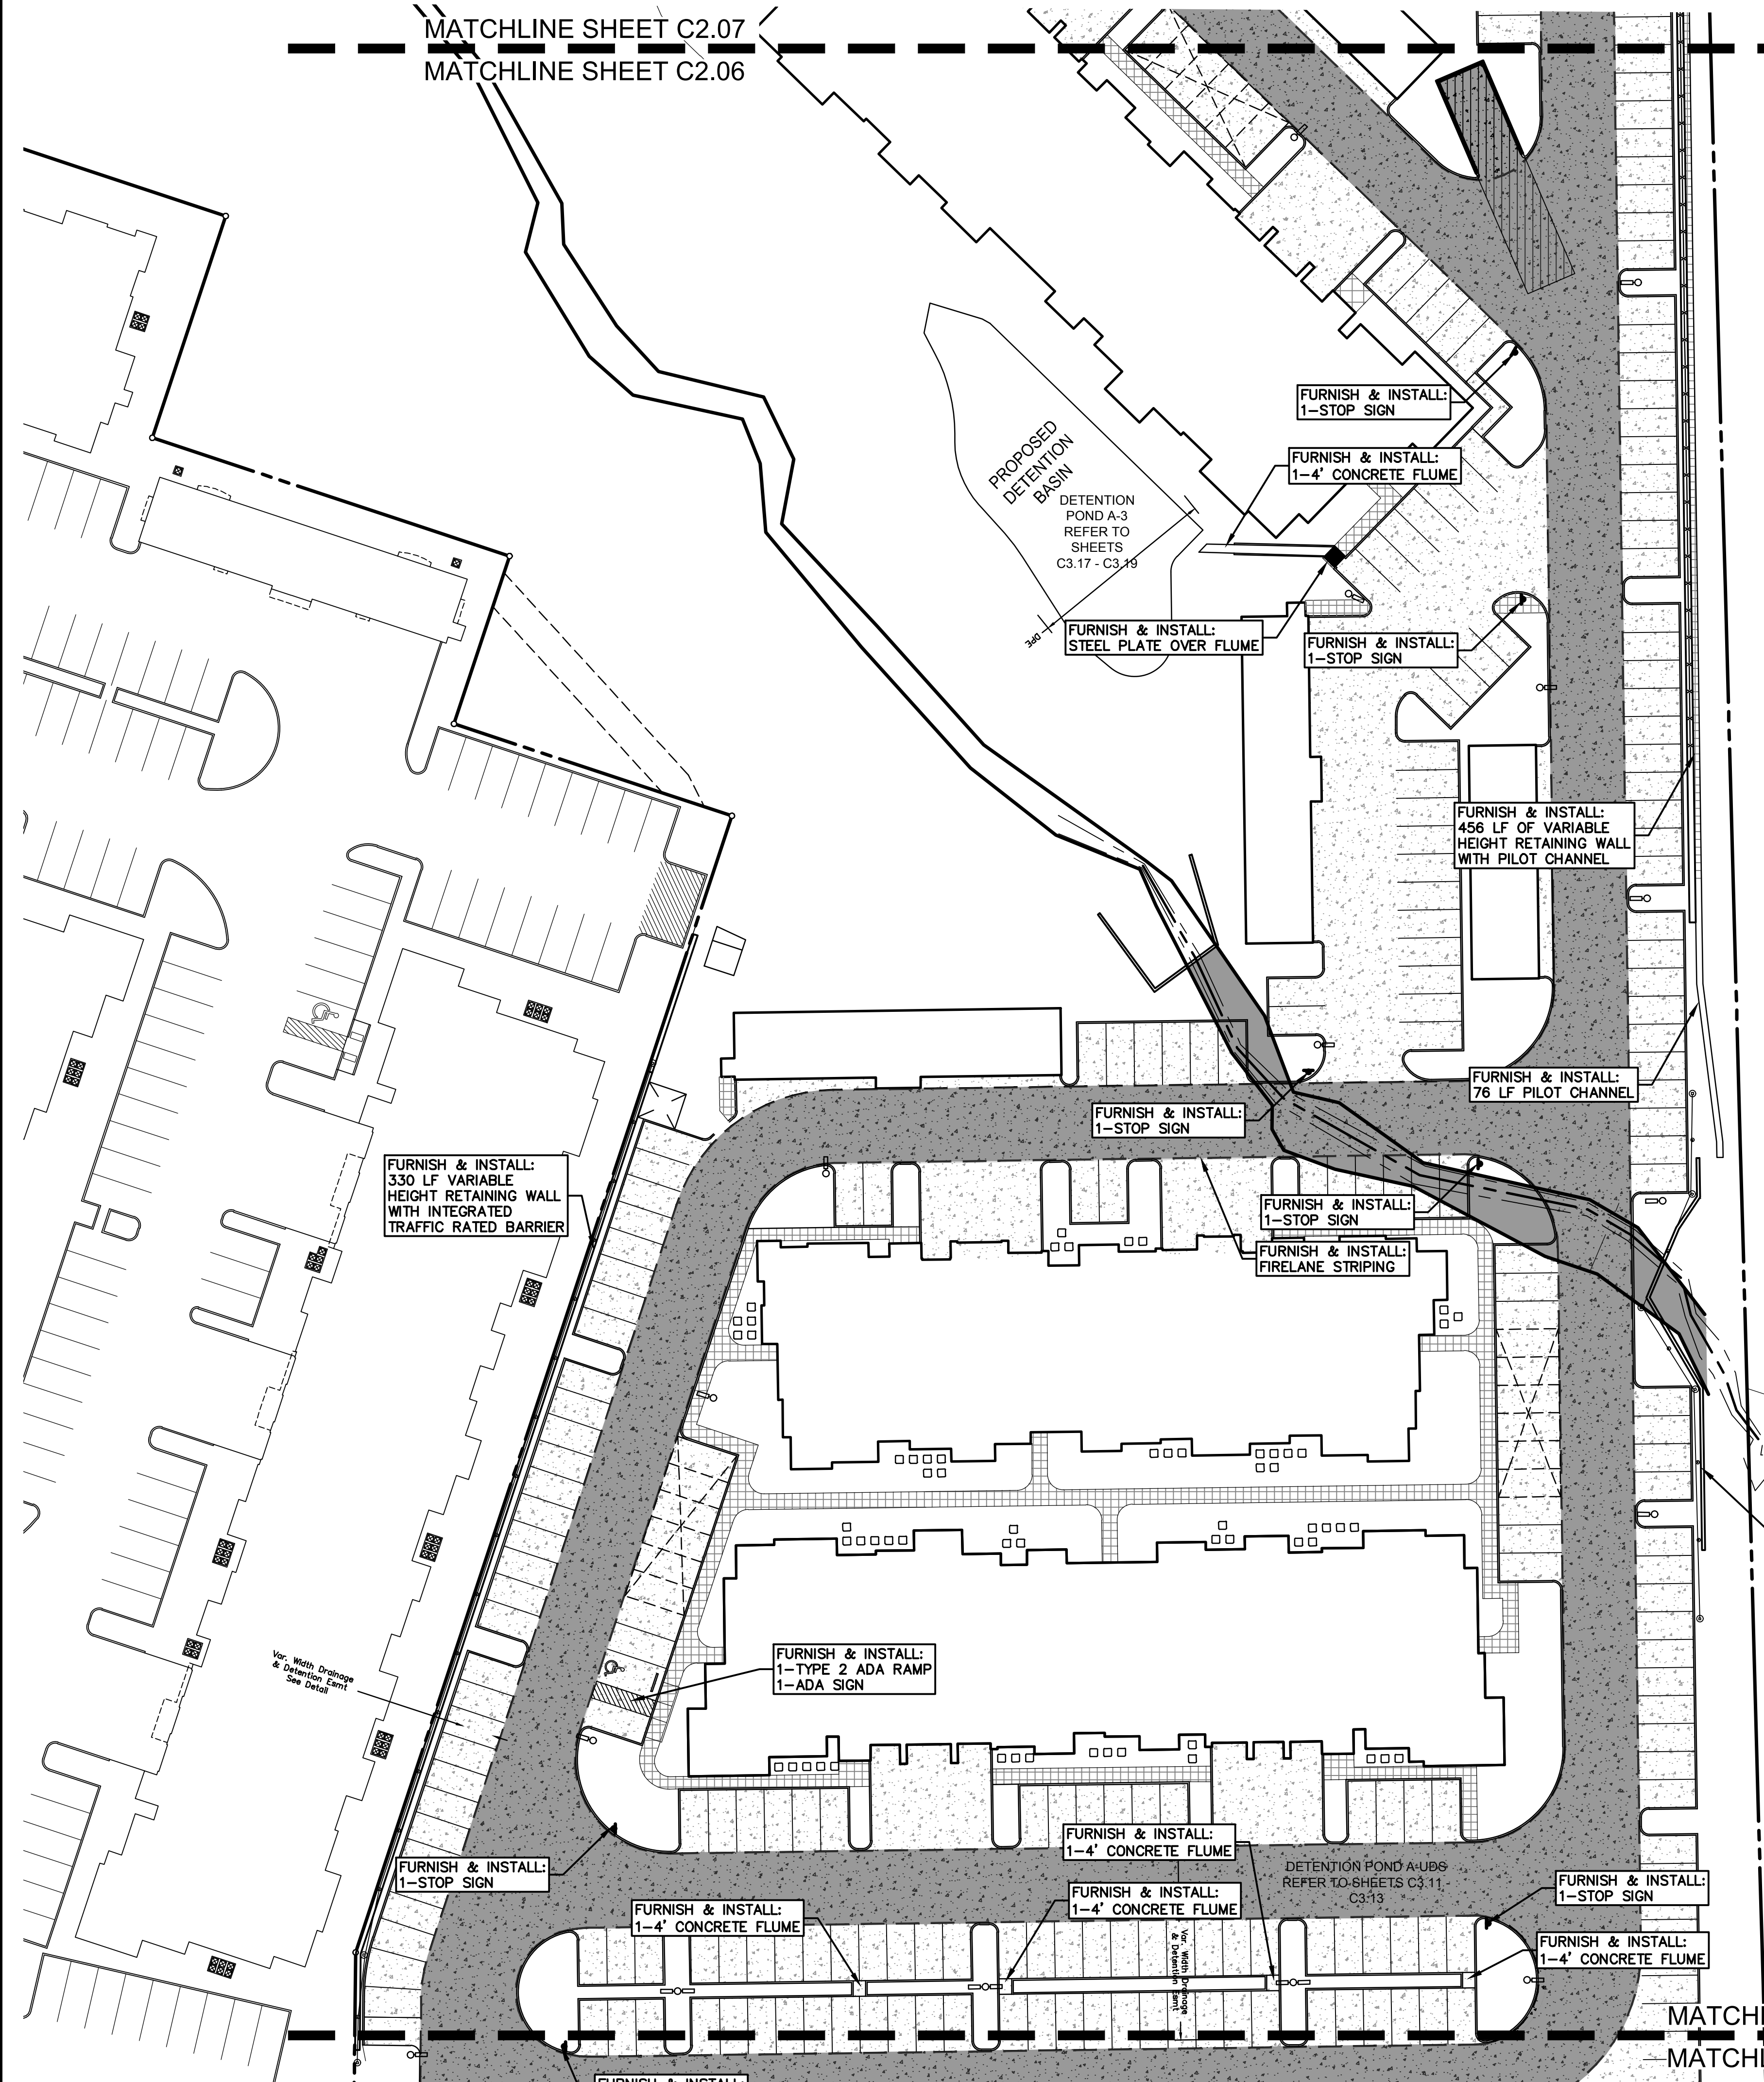 MATCHLINE SHEET C2.07
MATCHLINE SHEET C2.06
FURNISH & INSTALL:
1-STOP SIGN
FURNISH & INSTALL:
1-4' CONCRETE FLUME
PROPOSED
DETENTION
BASIN
DETENTION
POND A-3
REFER TO
SHEETS
C3.17 - C3.19
DPE
FURNISH & INSTALL:
STEEL PLATE OVER FLUME
FURNISH & INSTALL:
1-STOP SIGN
FURNISH & INSTALL:
456 LF OF VARIABLE
HEIGHT RETAINING WALL
WITH PILOT CHANNEL
FURNISH & INSTALL:
76 LF PILOT CHANNEL
FURNISH & INSTALL:
1-STOP SIGN
FURNISH & INSTALL:
330 LF VARIABLE
HEIGHT RETAINING WALL
WITH INTEGRATED
TRAFFIC RATED BARRIER
FURNISH & INSTALL:
1-STOP SIGN
FURNISH & INSTALL:
FIRELANE STRIPING
Var. Width Drainage
& Detention Esmt
See Detail
FURNISH & INSTALL:
1-TYPE 2 ADA RAMP
1-ADA SIGN
FURNISH & INSTALL:
1-4' CONCRETE FLUME
FURNISH & INSTALL:
1-STOP SIGN
DETENTION POND A-UDS
REFER TO SHEETS C3.11 -
C3.13
FURNISH & INSTALL:
1-STOP SIGN
FURNISH & INSTALL:
1-4' CONCRETE FLUME
FURNISH & INSTALL:
1-4' CONCRETE FLUME
Var. Width Drainage
& Detention Esmt
FURNISH & INSTALL:
1-4' CONCRETE FLUME
MATCHI
MATCHI
FURNISH & INSTALL: